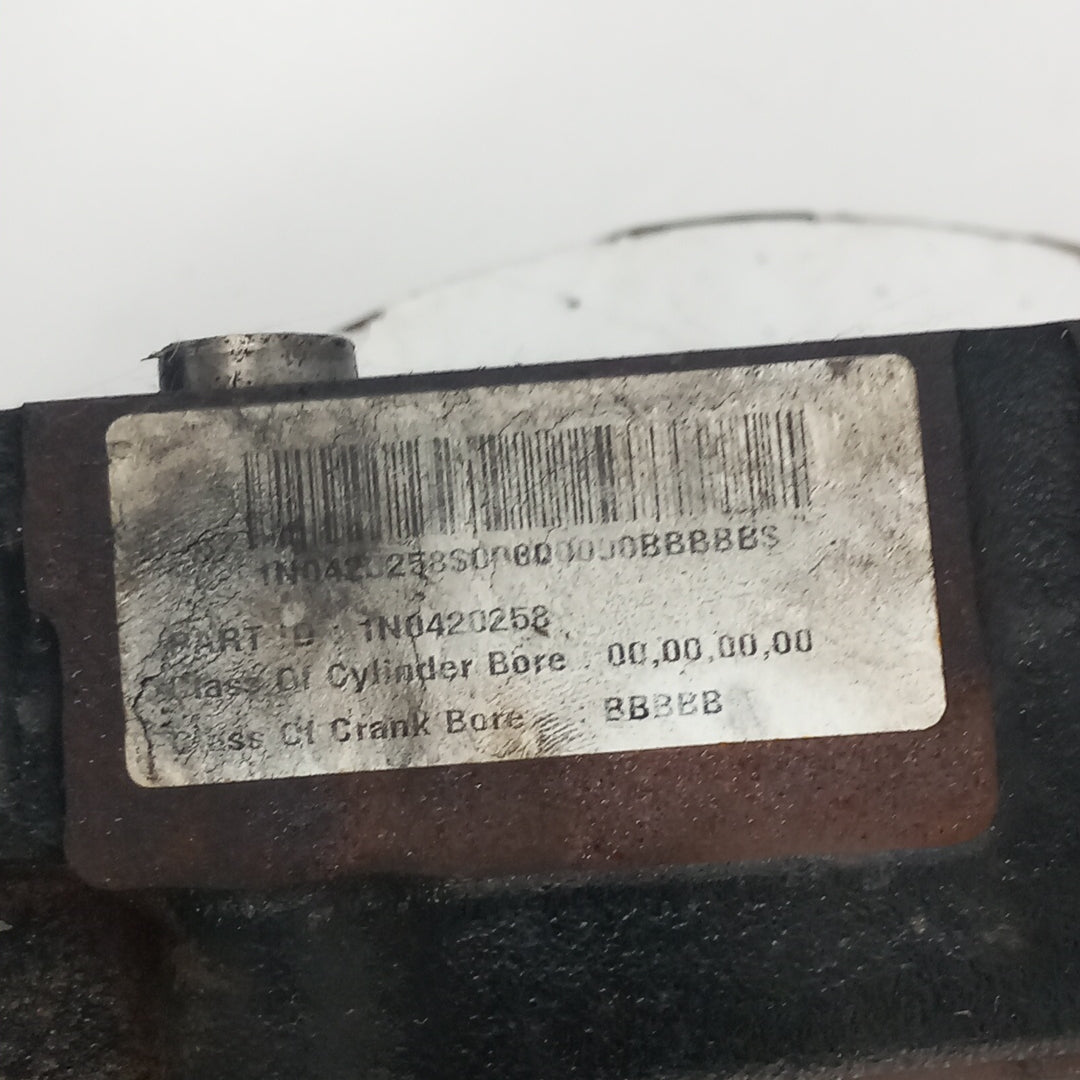 1N0420258S00000000BBBBBS
PART ID : 1N0420258
Class Of Cylinder Bore : 00,00,00,00
Class Of Crank Bore : BBBBB